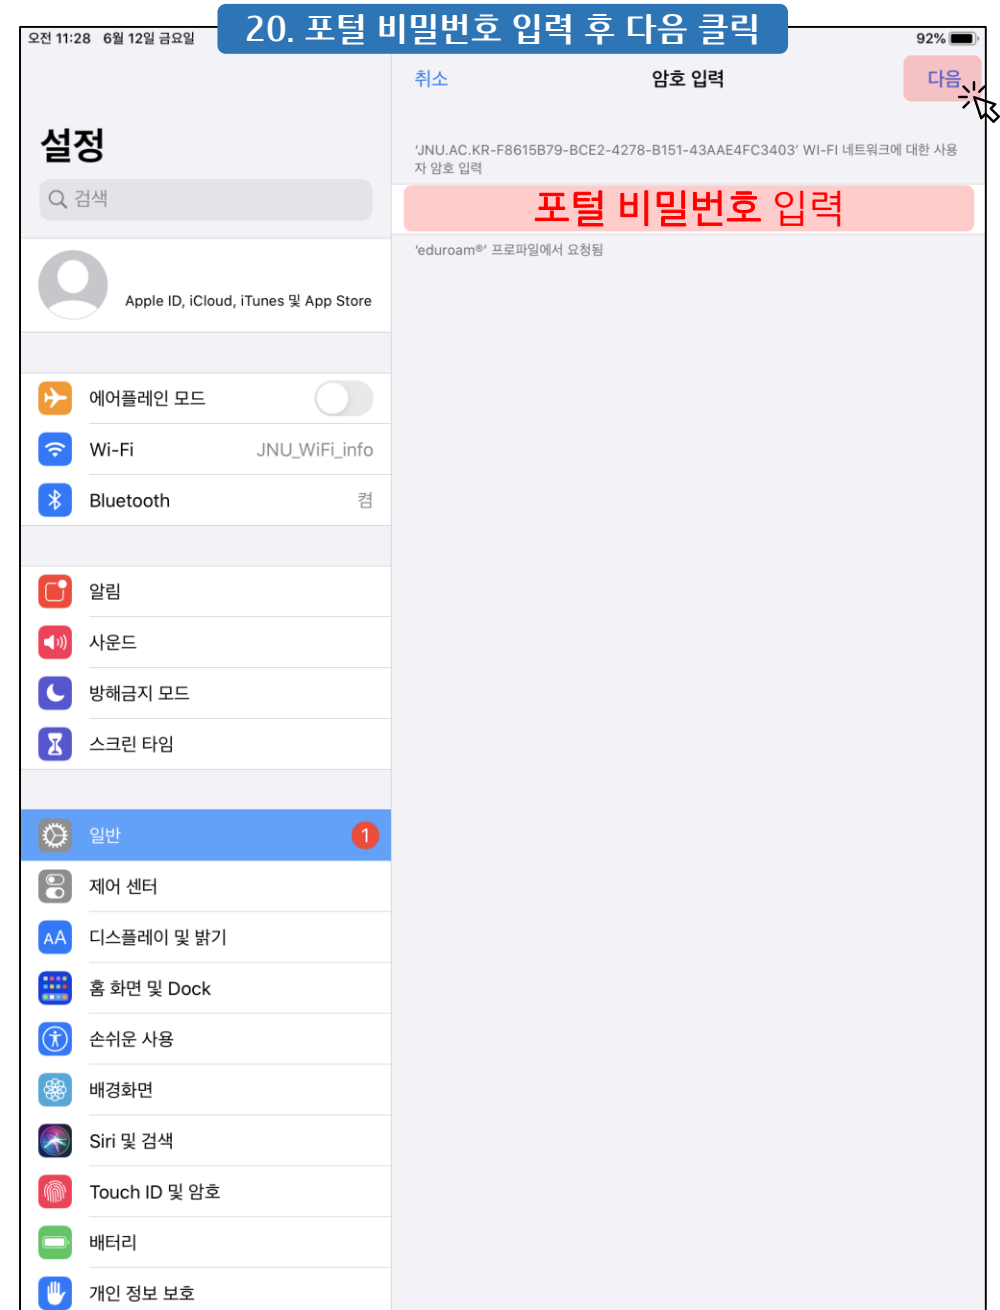 20. 포털 비밀번호 입력 후 다음 클릭
오전 11:28 6월 12일 금요일
92%
취소
암호 입력
다음
설정
검색
'JNU.AC.KR-F8615B79-BCE2-4278-B151-43AAE4FC3403' WI-FI 네트워크에 대한 사용
자 암호 입력
포털 비밀번호 입력
'eduroam®' 프로파일에서 요청됨
Apple ID, iCloud, iTunes 및 App Store
에어플레인 모드
Wi-Fi JNU_WiFi_info
Bluetooth 켬
알림
사운드
방해금지 모드
스크린 타임
일반 1
제어 센터
AA 디스플레이 및 밝기
홈 화면 및 Dock
손쉬운 사용
배경화면
Siri 및 검색
Touch ID 및 암호
배터리
개인 정보 보호